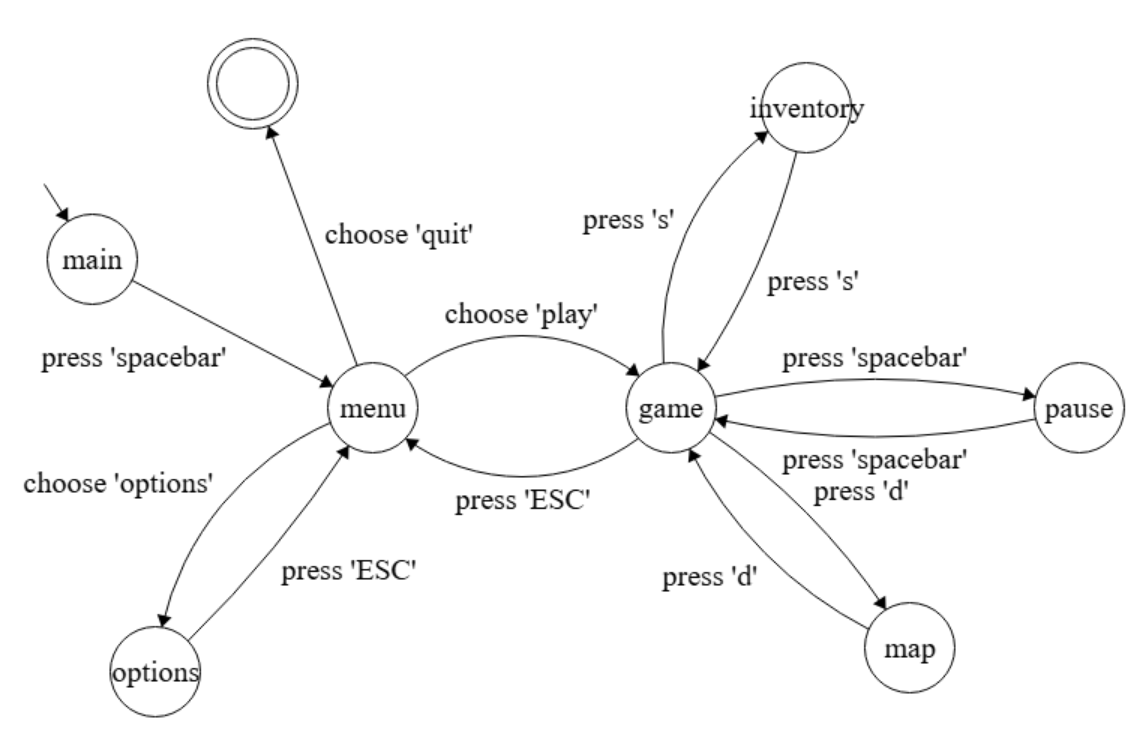 inventory
press 's'
choose 'quit'
main
press 's'
choose 'play'
press 'spacebar'
press 'spacebar'
menu
game
pause
press 'spacebar'
choose 'options'
press 'd'
press 'ESC'
press 'ESC'
press 'd'
map
options